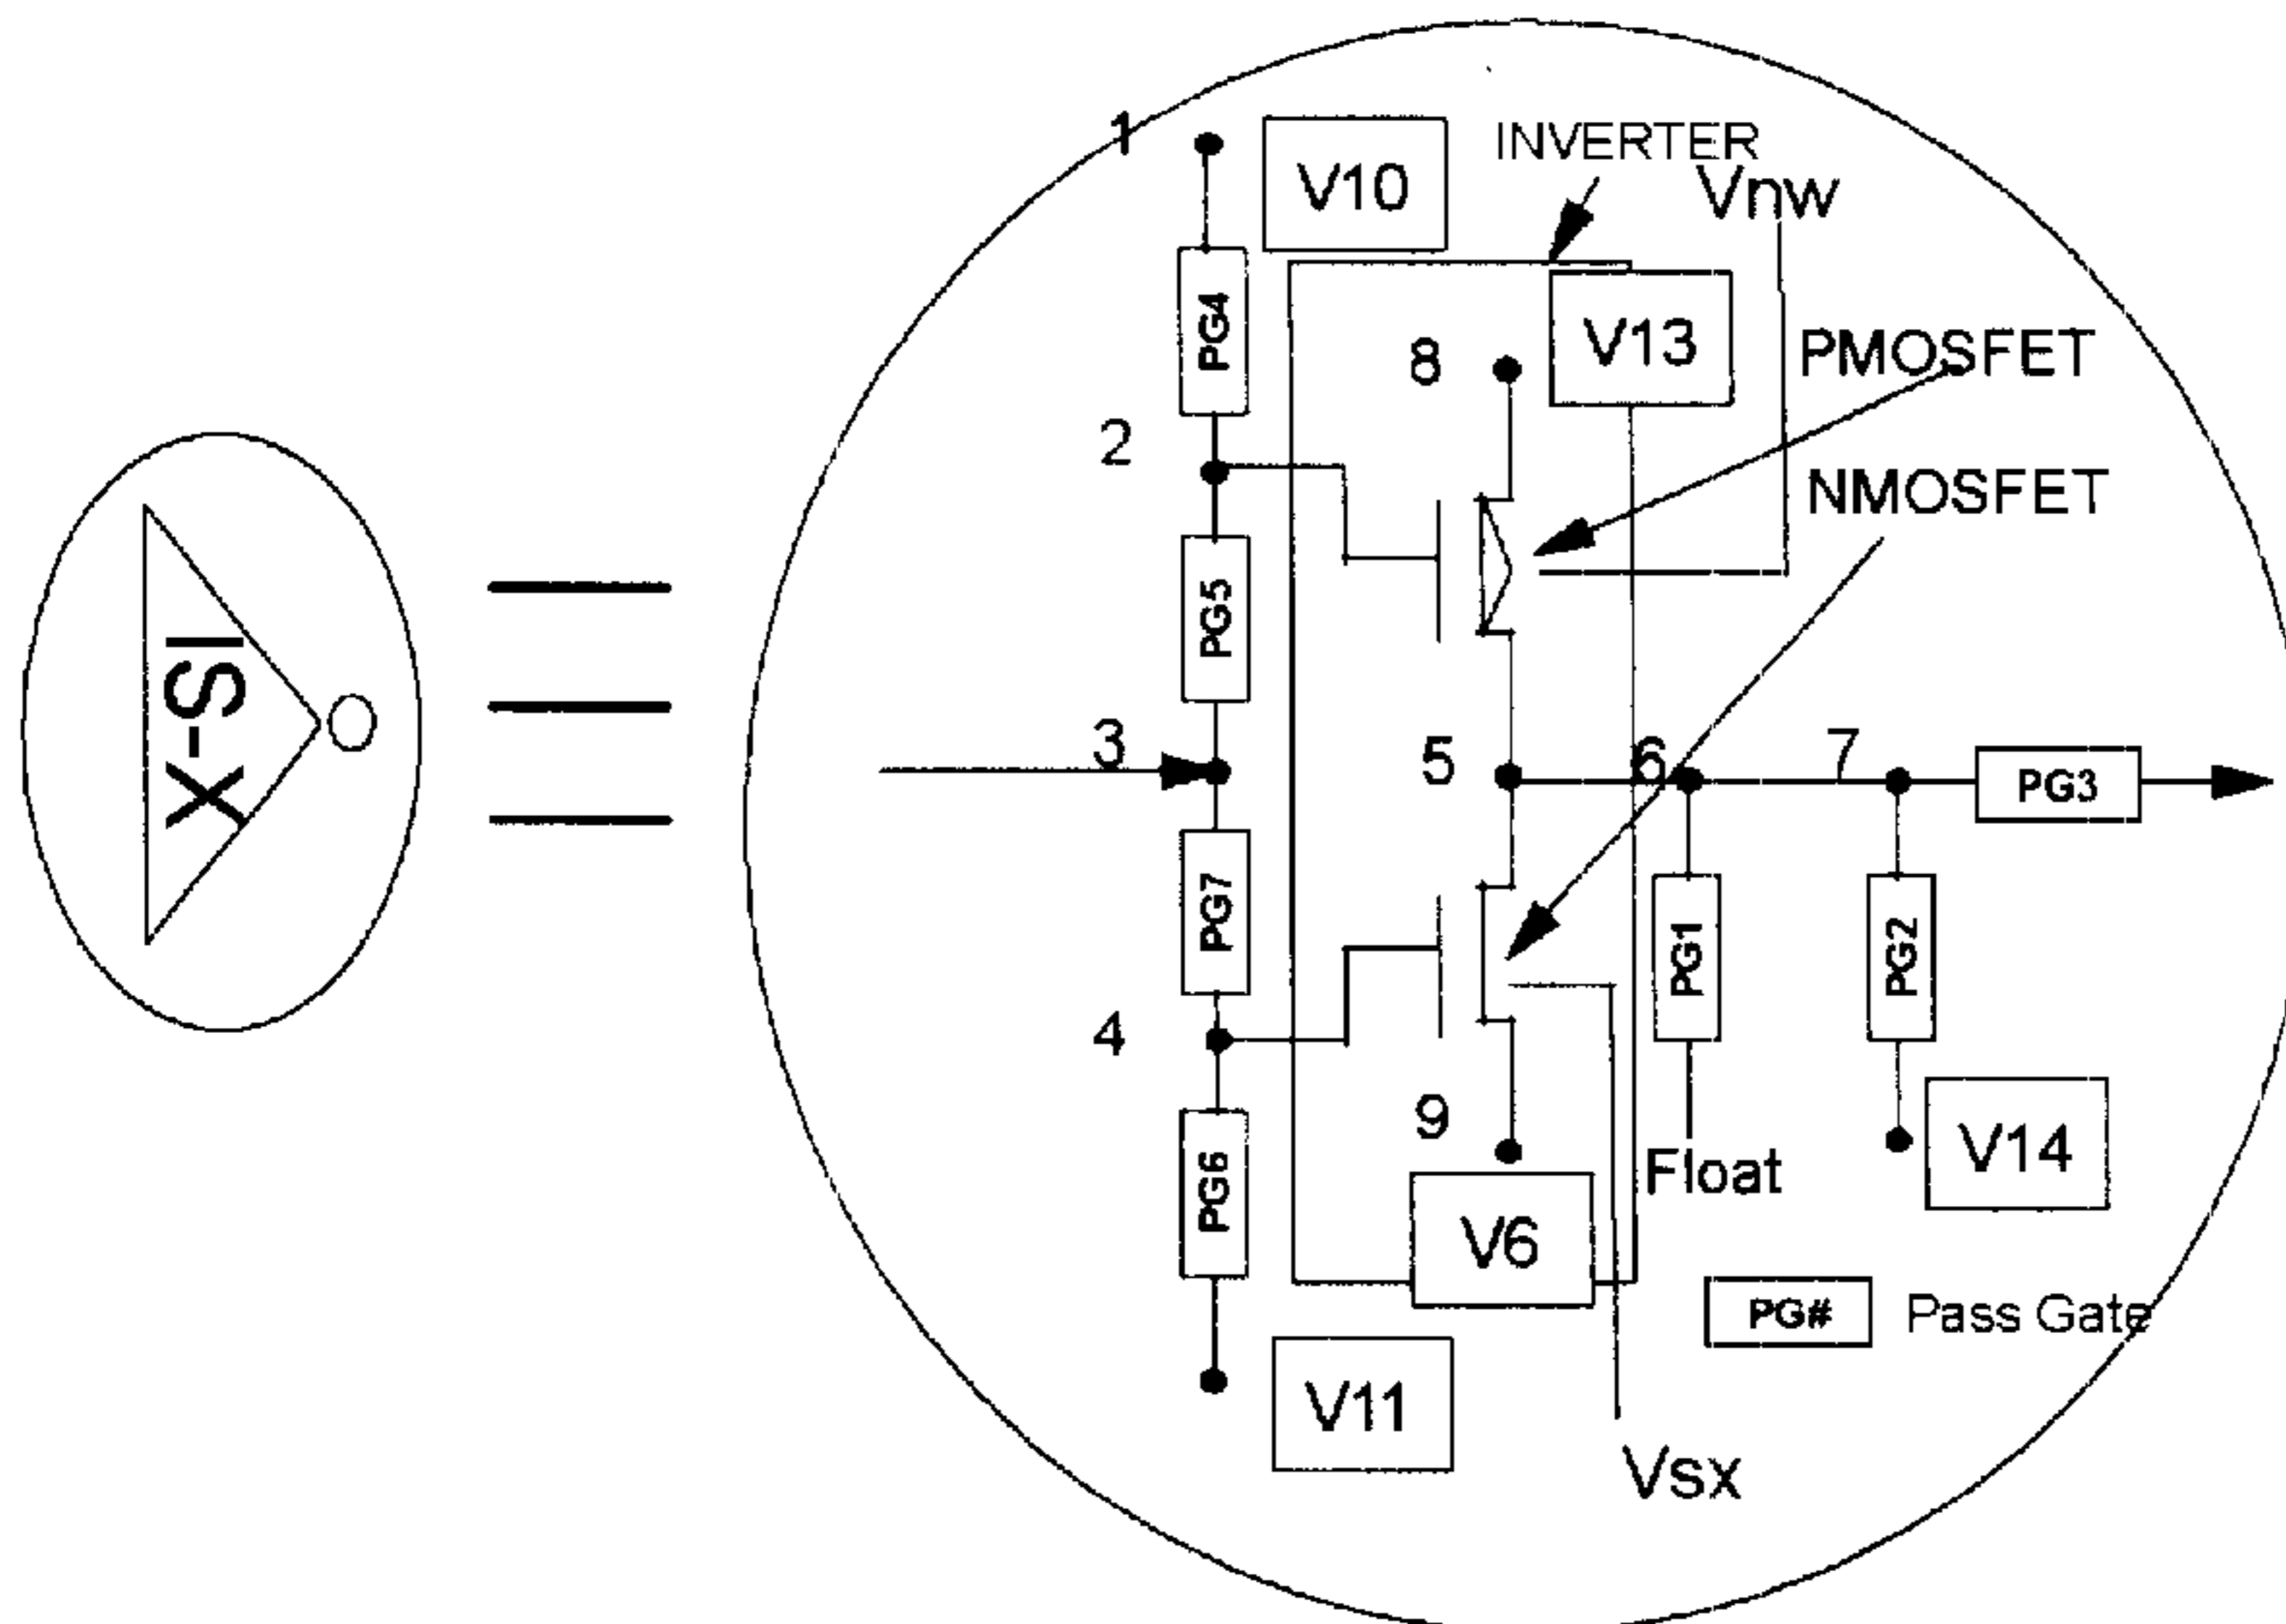 X-SI
1
V10
INVERTER
Vnw
PG4
V13
8
PMOSFET
2
NMOSFET
PG5
3
5
6
7
PG3
PG7
PG1
PG2
4
9
Float
V14
PG6
V6
PG# Pass Gate
V11
Vsx